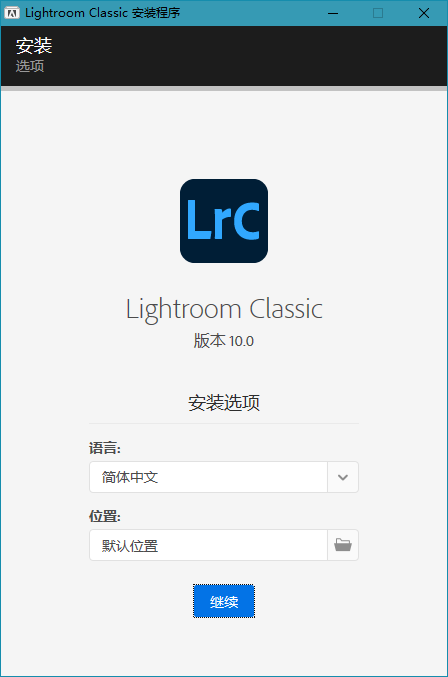 Lightroom Classic 安装程序
安装
选项
LrC
Lightroom Classic
版本 10.0
安装选项
语言:
简体中文
位置:
默认位置
继续